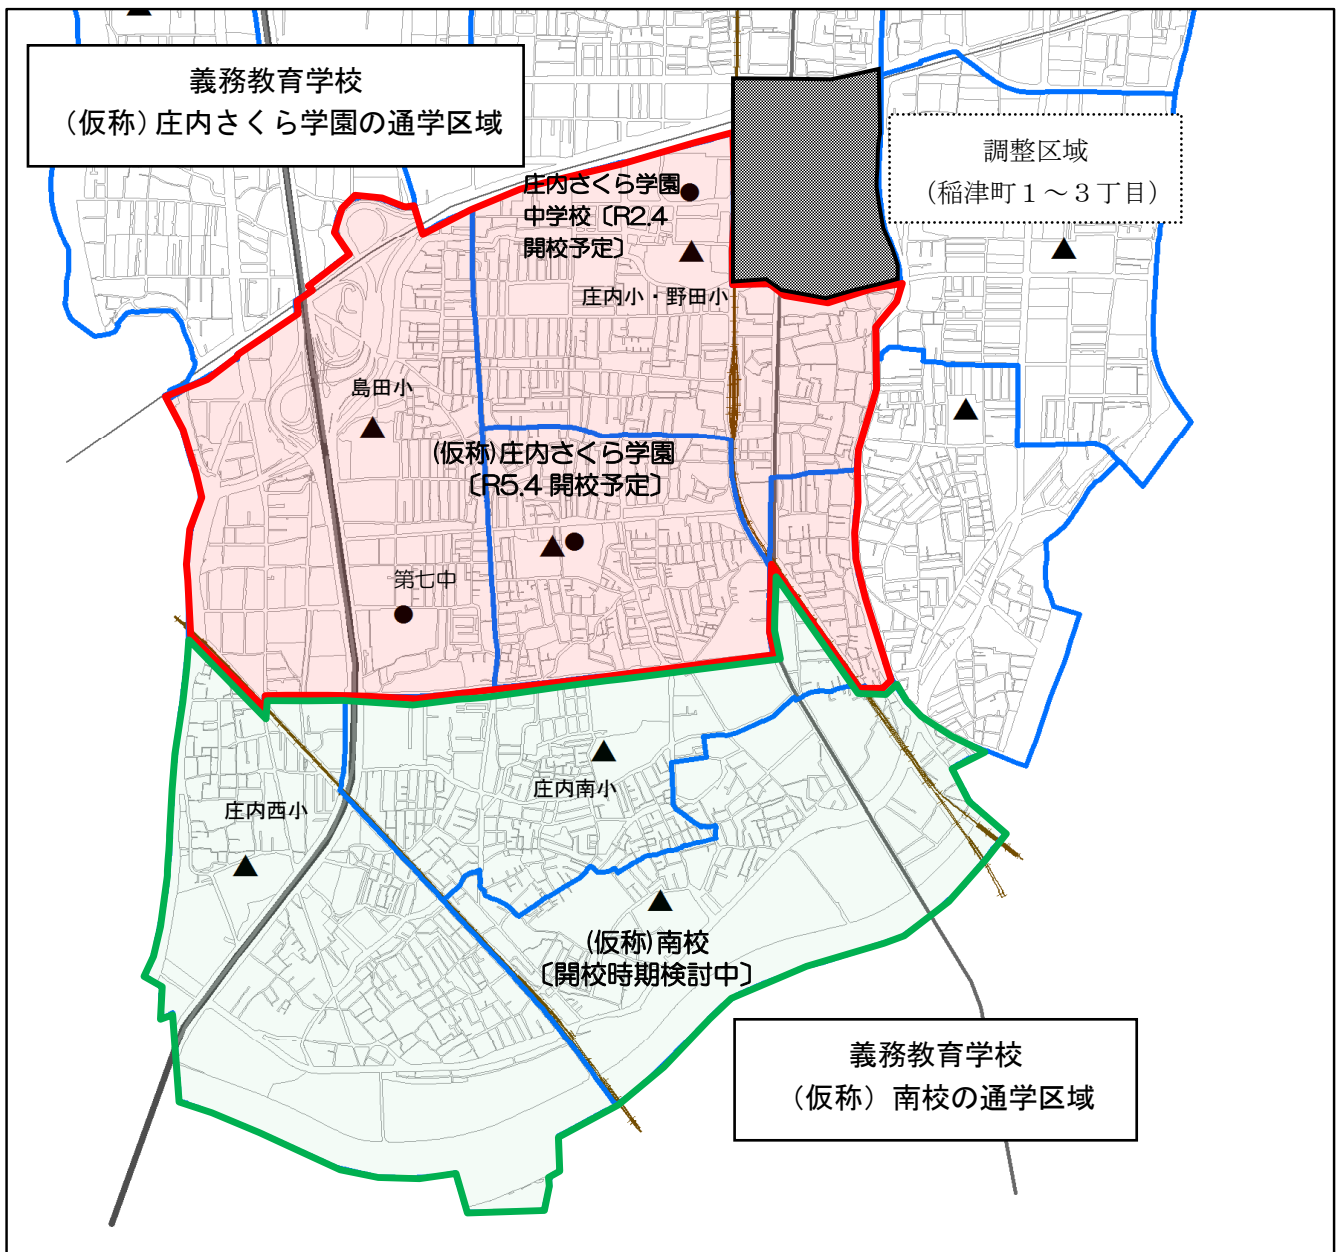 義務教育学校
（仮称）庄内さくら学園の通学区域
調整区域
（稲津町１～３丁目）
庄内さくら学園
中学校〔R2.4
開校予定〕
庄内小・野田小
島田小
(仮称)庄内さくら学園
〔R5.4 開校予定〕
第七中
庄内南小
庄内西小
(仮称)南校
〔開校時期検討中〕
義務教育学校
（仮称）南校の通学区域